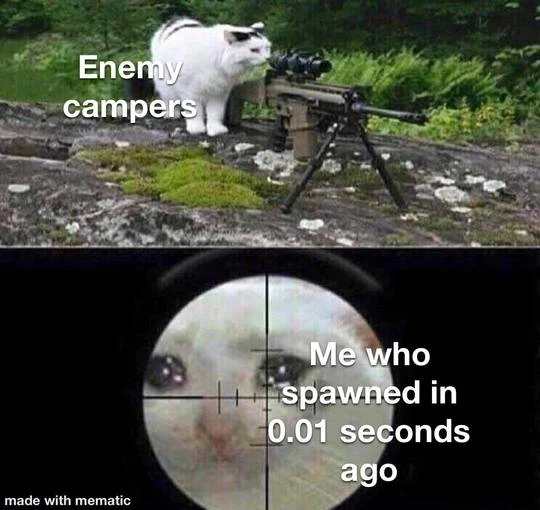 Enemy
campers
Me who
spawned in
0.01 seconds
ago
made with mematic